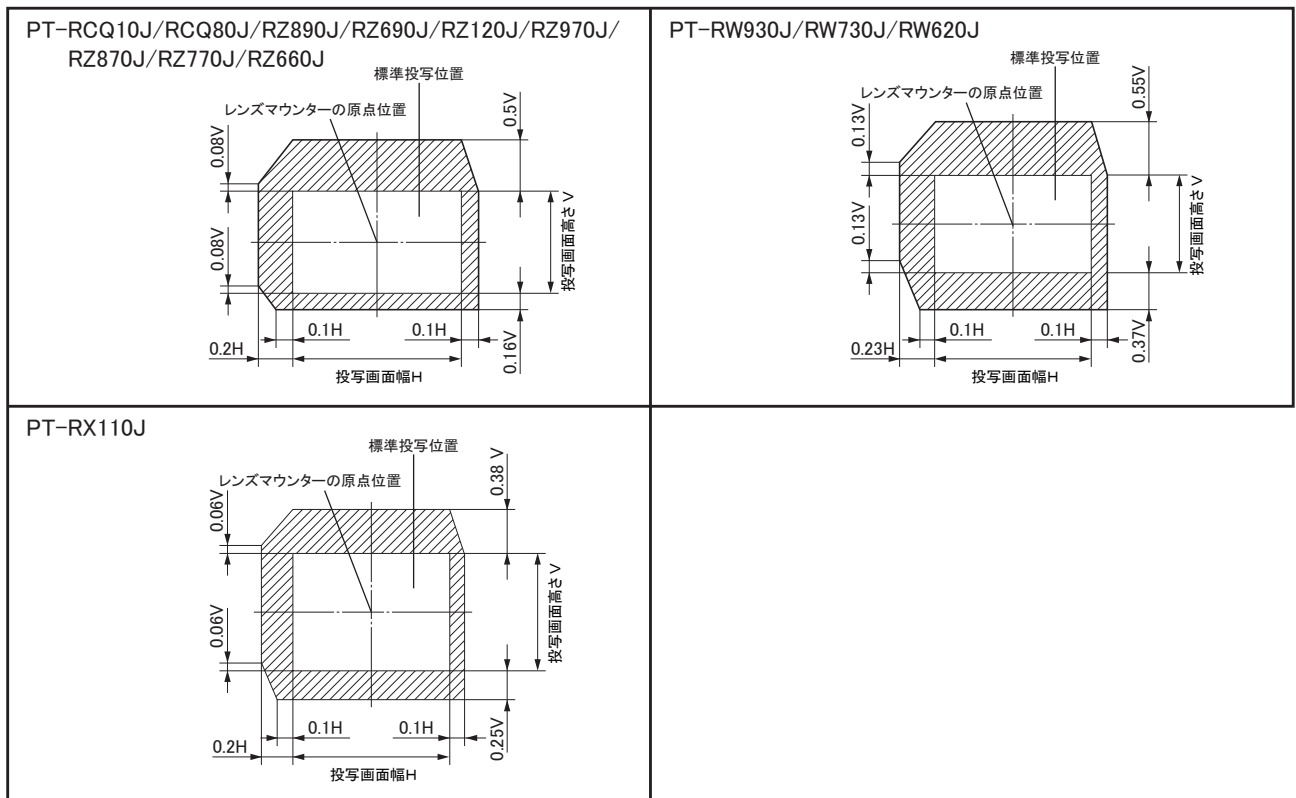 PT-RCQ10J/RCQ80J/RZ890J/RZ690J/RZ120J/RZ970J/
RZ870J/RZ770J/RZ660J
標準投写位置
レンズマウンターの原点位置
0.5V
0.08V
0.08V
投写画面高さV
0.1H
0.1H
0.2H
0.16V
投写画面幅H
PT-RW930J/RW730J/RW620J
標準投写位置
レンズマウンターの原点位置
0.55V
0.13V
0.13V
投写画面高さV
0.1H
0.1H
0.23H
0.37V
投写画面幅H
PT-RX110J
標準投写位置
レンズマウンターの原点位置
0.38 V
0.06V
0.06V
投写画面高さV
0.1H
0.1H
0.2H
0.25V
投写画面幅H